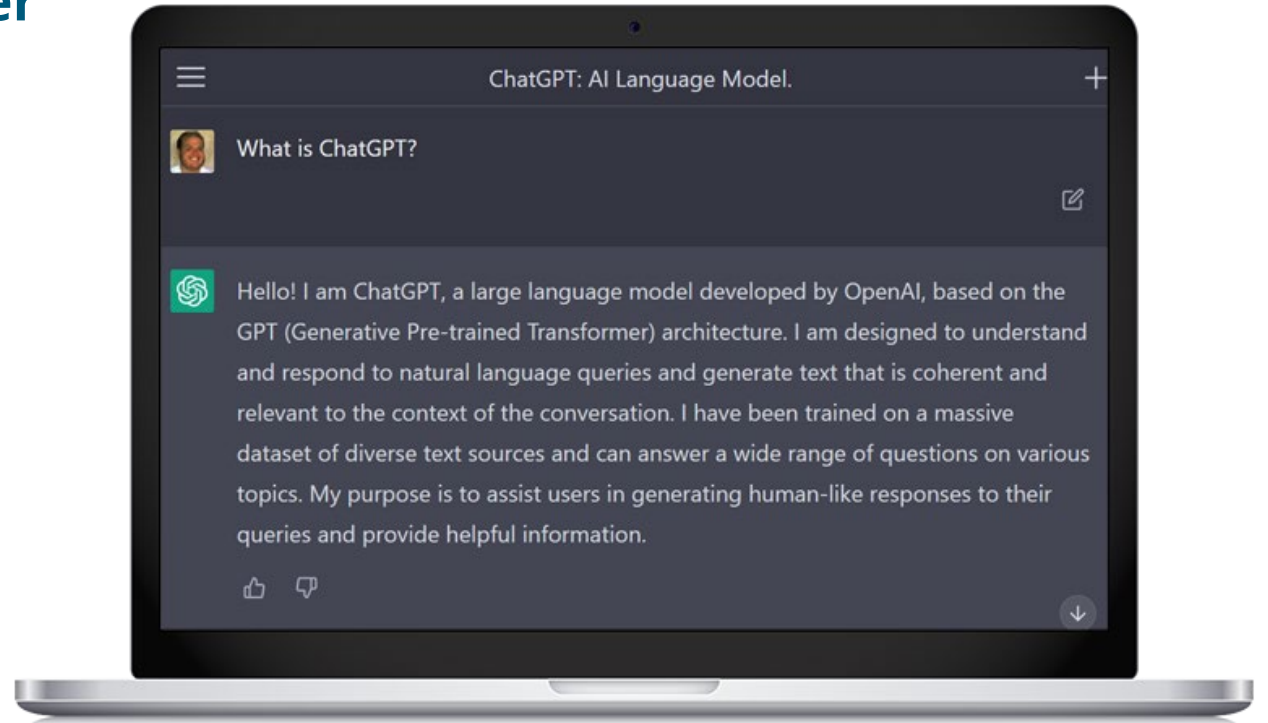 er
ChatGPT: AI Language Model.
What is ChatGPT?
Hello! I am ChatGPT, a large language model developed by OpenAI, based on the
GPT (Generative Pre-trained Transformer) architecture. I am designed to understand
and respond to natural language queries and generate text that is coherent and
relevant to the context of the conversation. I have been trained on a massive
dataset of diverse text sources and can answer a wide range of questions on various
topics. My purpose is to assist users in generating human-like responses to their
queries and provide helpful information.